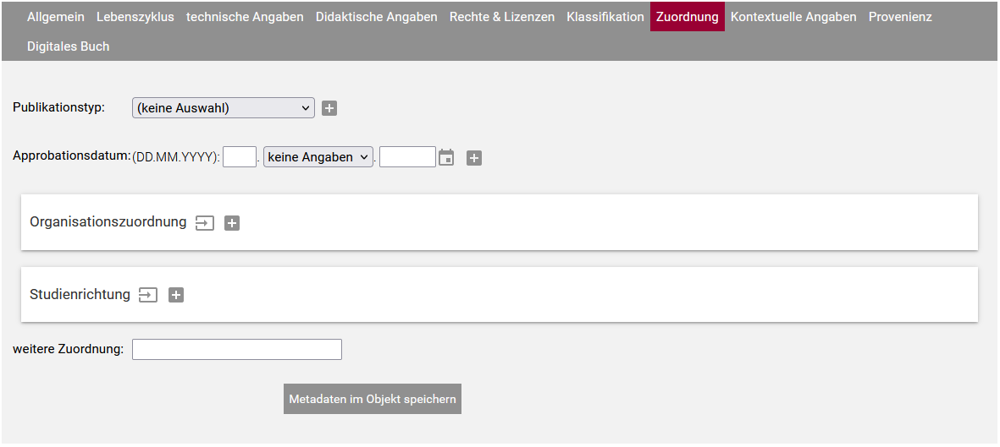 Allgemein Lebenszyklus technische Angaben Didaktische Angaben Rechte & Lizenzen Klassifikation Zuordnung Kontextuelle Angaben Provenienz
Digitales Buch
Publikationstyp: (keine Auswahl)
Approbationsdatum: (DD.MM.YYYY): . keine Angaben .
Organisationszuordnung
Studienrichtung
weitere Zuordnung:
Metadaten im Objekt speichern